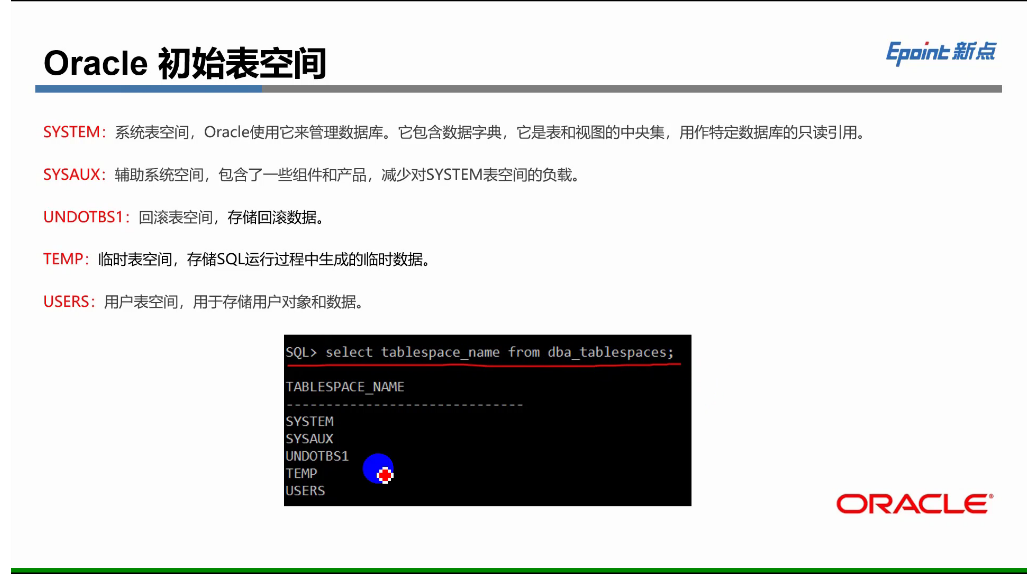 Oracle 初始表空间
Epoint 新点
SYSTEM：系统表空间，Oracle使用它来管理数据库。它包含数据字典，它是表和视图的中央集，用作特定数据库的只读引用。
SYSAUX：辅助系统空间，包含了一些组件和产品，减少对SYSTEM表空间的负载。
UNDOTBS1：回滚表空间，存储回滚数据。
TEMP：临时表空间，存储SQL运行过程中生成的临时数据。
USERS：用户表空间，用于存储用户对象和数据。
SQL> select tablespace_name from dba_tablespaces;
TABLESPACE_NAME
------------------------------
SYSTEM
SYSAUX
UNDOTBS1
TEMP
USERS
ORACLE®